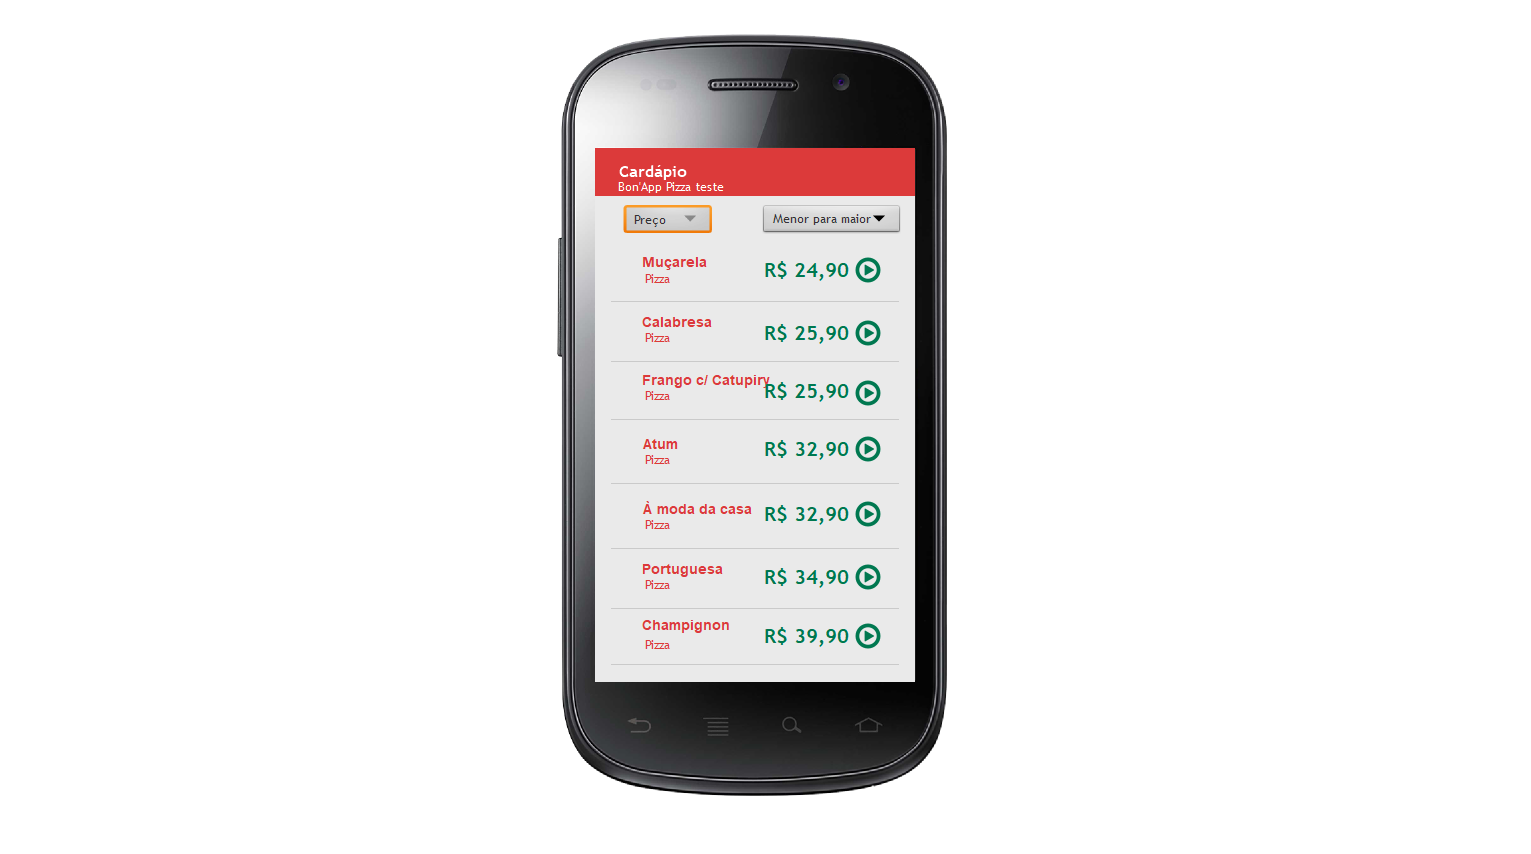 Cardápio
Bon'App Pizza teste
Preço
Menor para maior
Muçarela
Pizza
R$ 24,90
Calabresa
Pizza
R$ 25,90
Frango c/ Catupiry
Pizza
R$ 25,90
Atum
Pizza
R$ 32,90
À moda da casa
Pizza
R$ 32,90
Portuguesa
Pizza
R$ 34,90
Champignon
Pizza
R$ 39,90